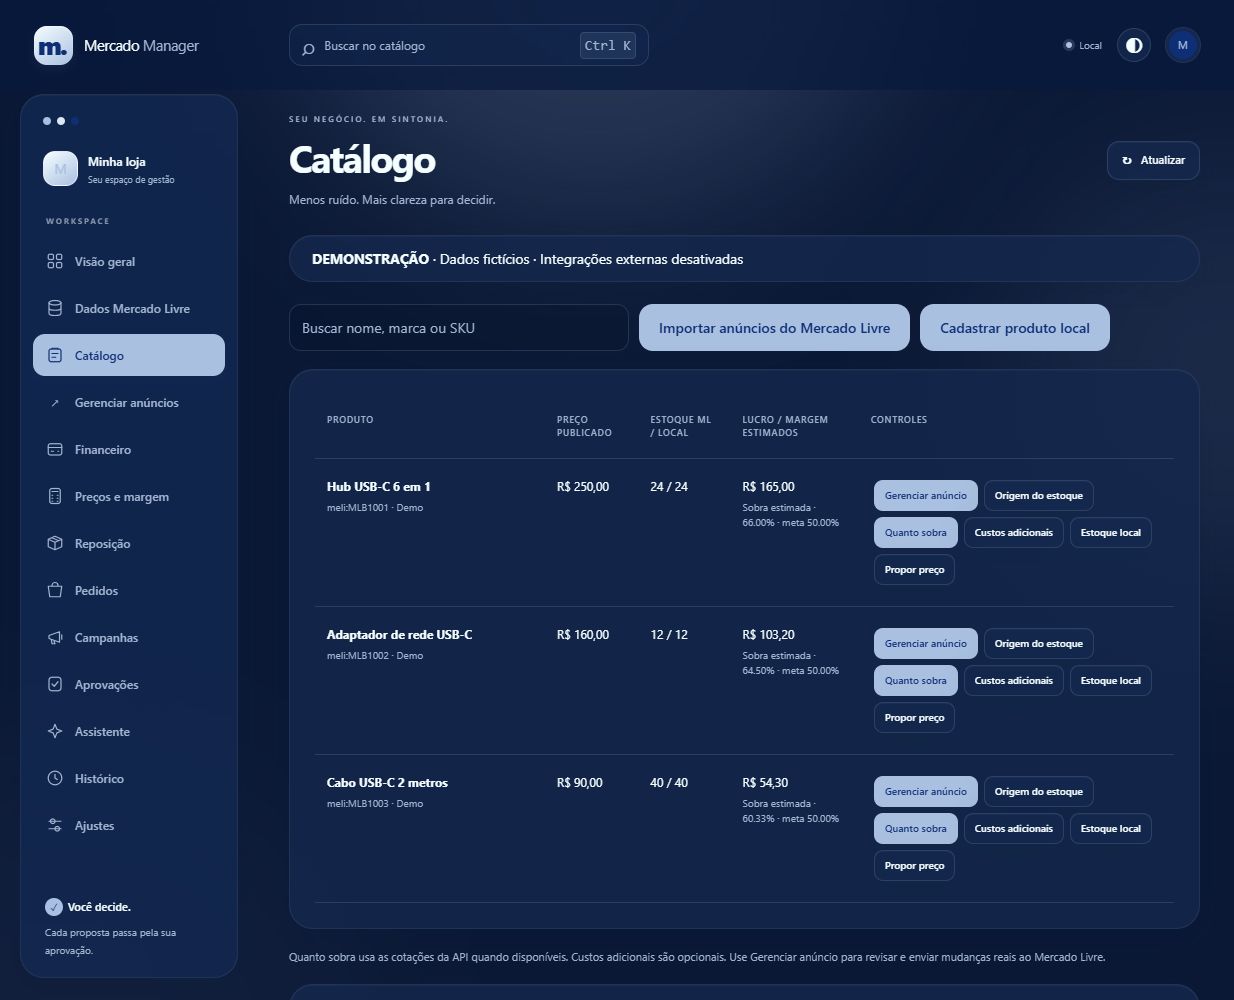 m. Mercado Manager
Buscar no catálogo Ctrl K
Local
M
M
Minha loja
Seu espaço de gestão
WORKSPACE
Visão geral
Dados Mercado Livre
Catálogo
Gerenciar anúncios
Financeiro
Preços e margem
Reposição
Pedidos
Campanhas
Aprovações
Assistente
Histórico
Ajustes
Você decide.
Cada proposta passa pela sua
aprovação.
SEU NEGÓCIO. EM SINTONIA.
Catálogo
Menos ruído. Mais clareza para decidir.
Atualizar
DEMONSTRAÇÃO · Dados fictícios · Integrações externas desativadas
Buscar nome, marca ou SKU
Importar anúncios do Mercado Livre
Cadastrar produto local
PRODUTO
PREÇO
PUBLICADO
ESTOQUE ML
/ LOCAL
LUCRO / MARGEM
ESTIMADOS
CONTROLES
Hub USB-C 6 em 1
meli:MLB1001 · Demo
R$ 250,00
24 / 24
R$ 165,00
Sobra estimada ·
66.00% · meta 50.00%
Gerenciar anúncio Origem do estoque
Quanto sobra Custos adicionais Estoque local
Propor preço
Adaptador de rede USB-C
meli:MLB1002 · Demo
R$ 160,00
12 / 12
R$ 103,20
Sobra estimada ·
64.50% · meta 50.00%
Gerenciar anúncio Origem do estoque
Quanto sobra Custos adicionais Estoque local
Propor preço
Cabo USB-C 2 metros
meli:MLB1003 · Demo
R$ 90,00
40 / 40
R$ 54,30
Sobra estimada ·
60.33% · meta 50.00%
Gerenciar anúncio Origem do estoque
Quanto sobra Custos adicionais Estoque local
Propor preço
Quanto sobra usa as cotações da API quando disponíveis. Custos adicionais são opcionais. Use Gerenciar anúncio para revisar e enviar mudanças reais ao Mercado Livre.